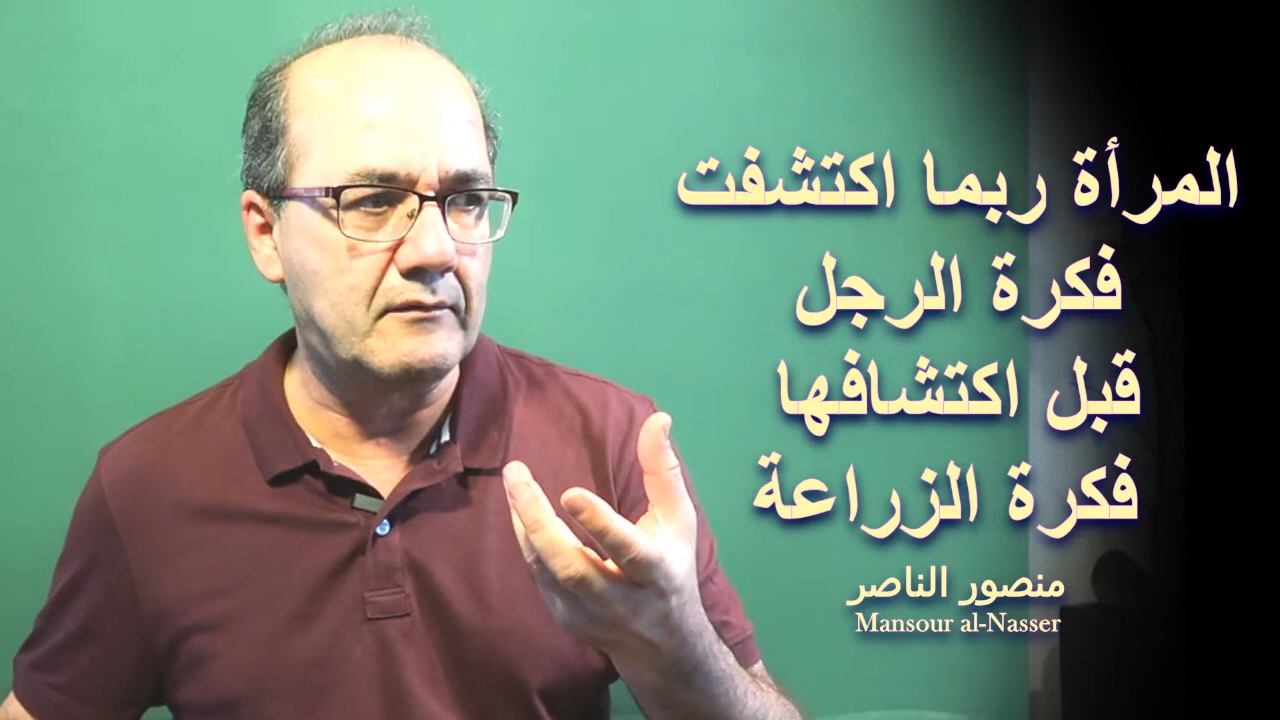 المرأة ربما اكتشفت
فكرة الرجل
قبل اكتشافها
فكرة الزراعة
منصور الناصر
Mansour al-Nasser